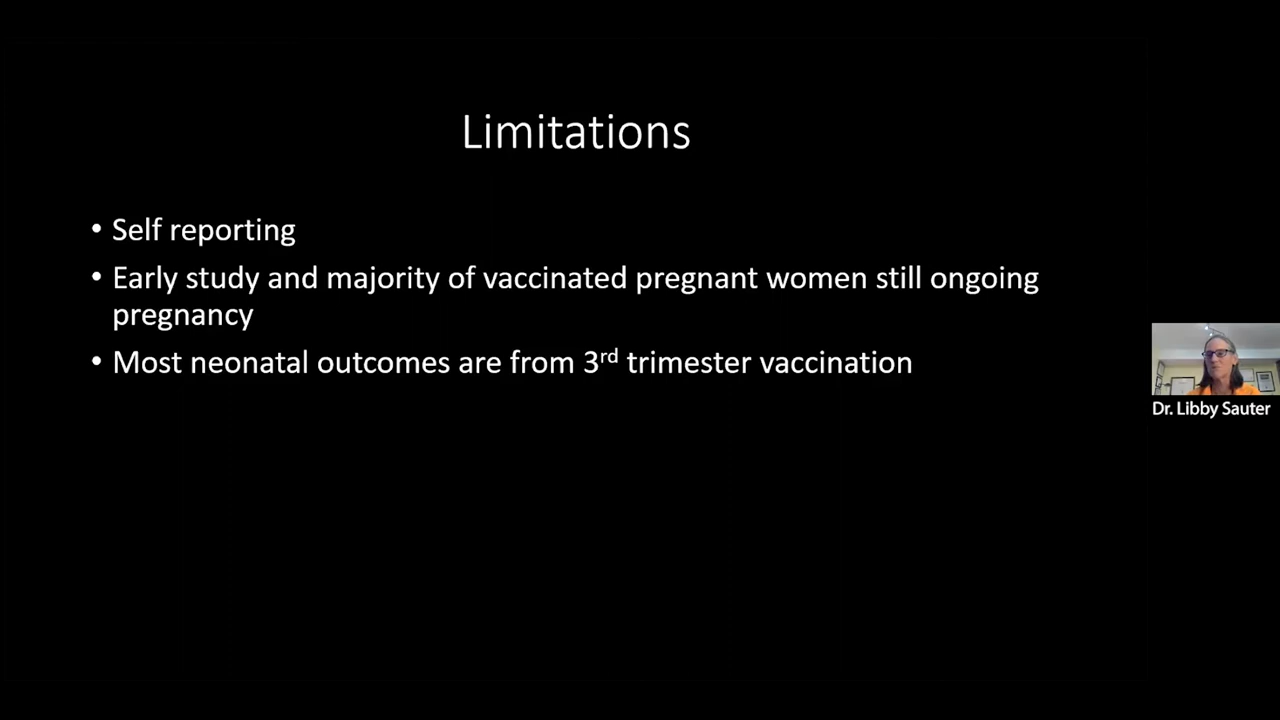 Limitations
• Self reporting
• Early study and majority of vaccinated pregnant women still ongoing
pregnancy
• Most neonatal outcomes are from 3rd trimester vaccination
Dr. Libby Sauter